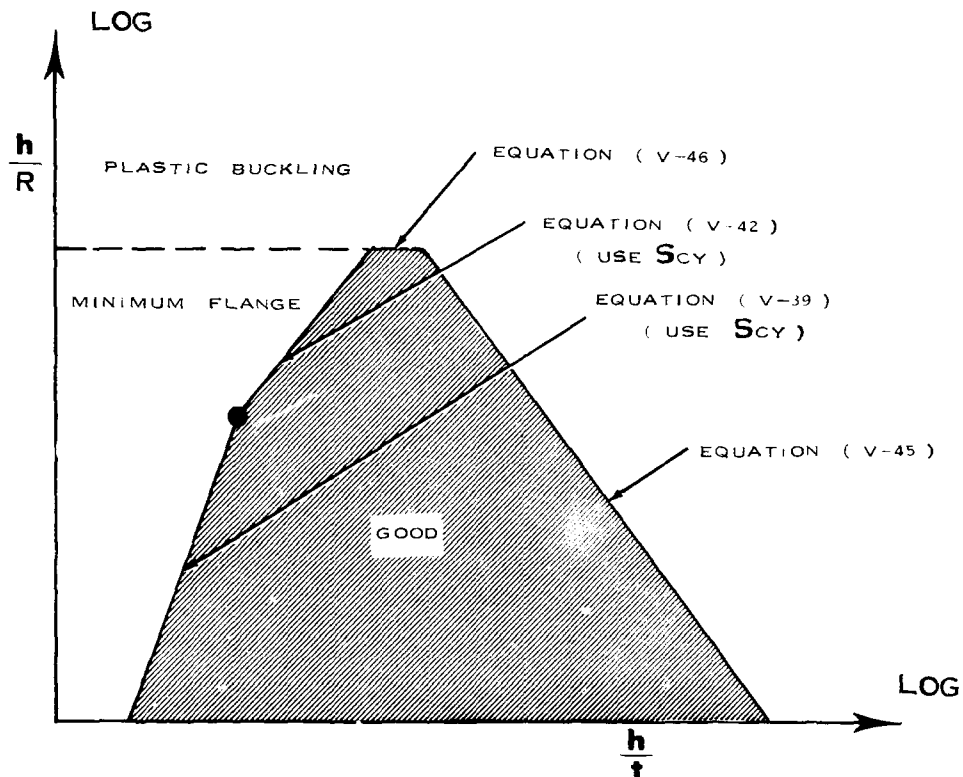 LOG
h
R
PLASTIC BUCKLING
EQUATION ( V-46)
EQUATION ( V-42)
( USE SCY )
MINIMUM FLANGE
EQUATION ( V-39)
( USE SCY )
EQUATION ( V-45)
GOOD
LOG
h
t